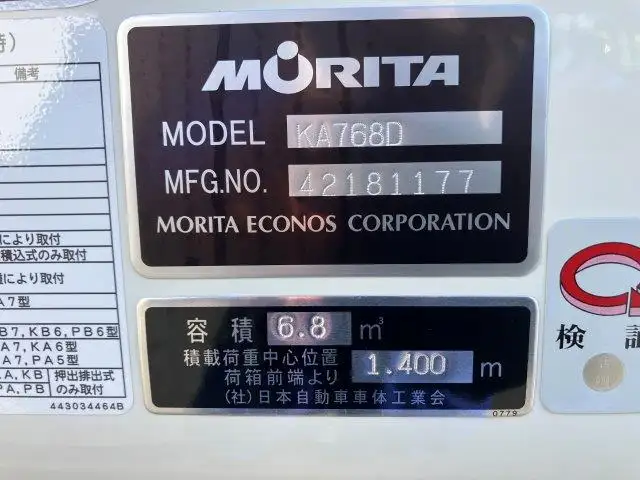 時)
備考
MORITA
MODEL KA768D
MFG.NO. 42181177
MORITA ECONOS CORPORATION
により取付
積込式のみ取付
により取付
A7型
B7,KB6,PB6型
A7,KA6型
A7,PA5型
A,KA,KB 押出排出式
PA,PB のみ取付
443034464B
容積 6.8 m³
積載荷重中心位置
荷箱前端より 1.400 m
(社)日本自動車車体工業会
0779
検証